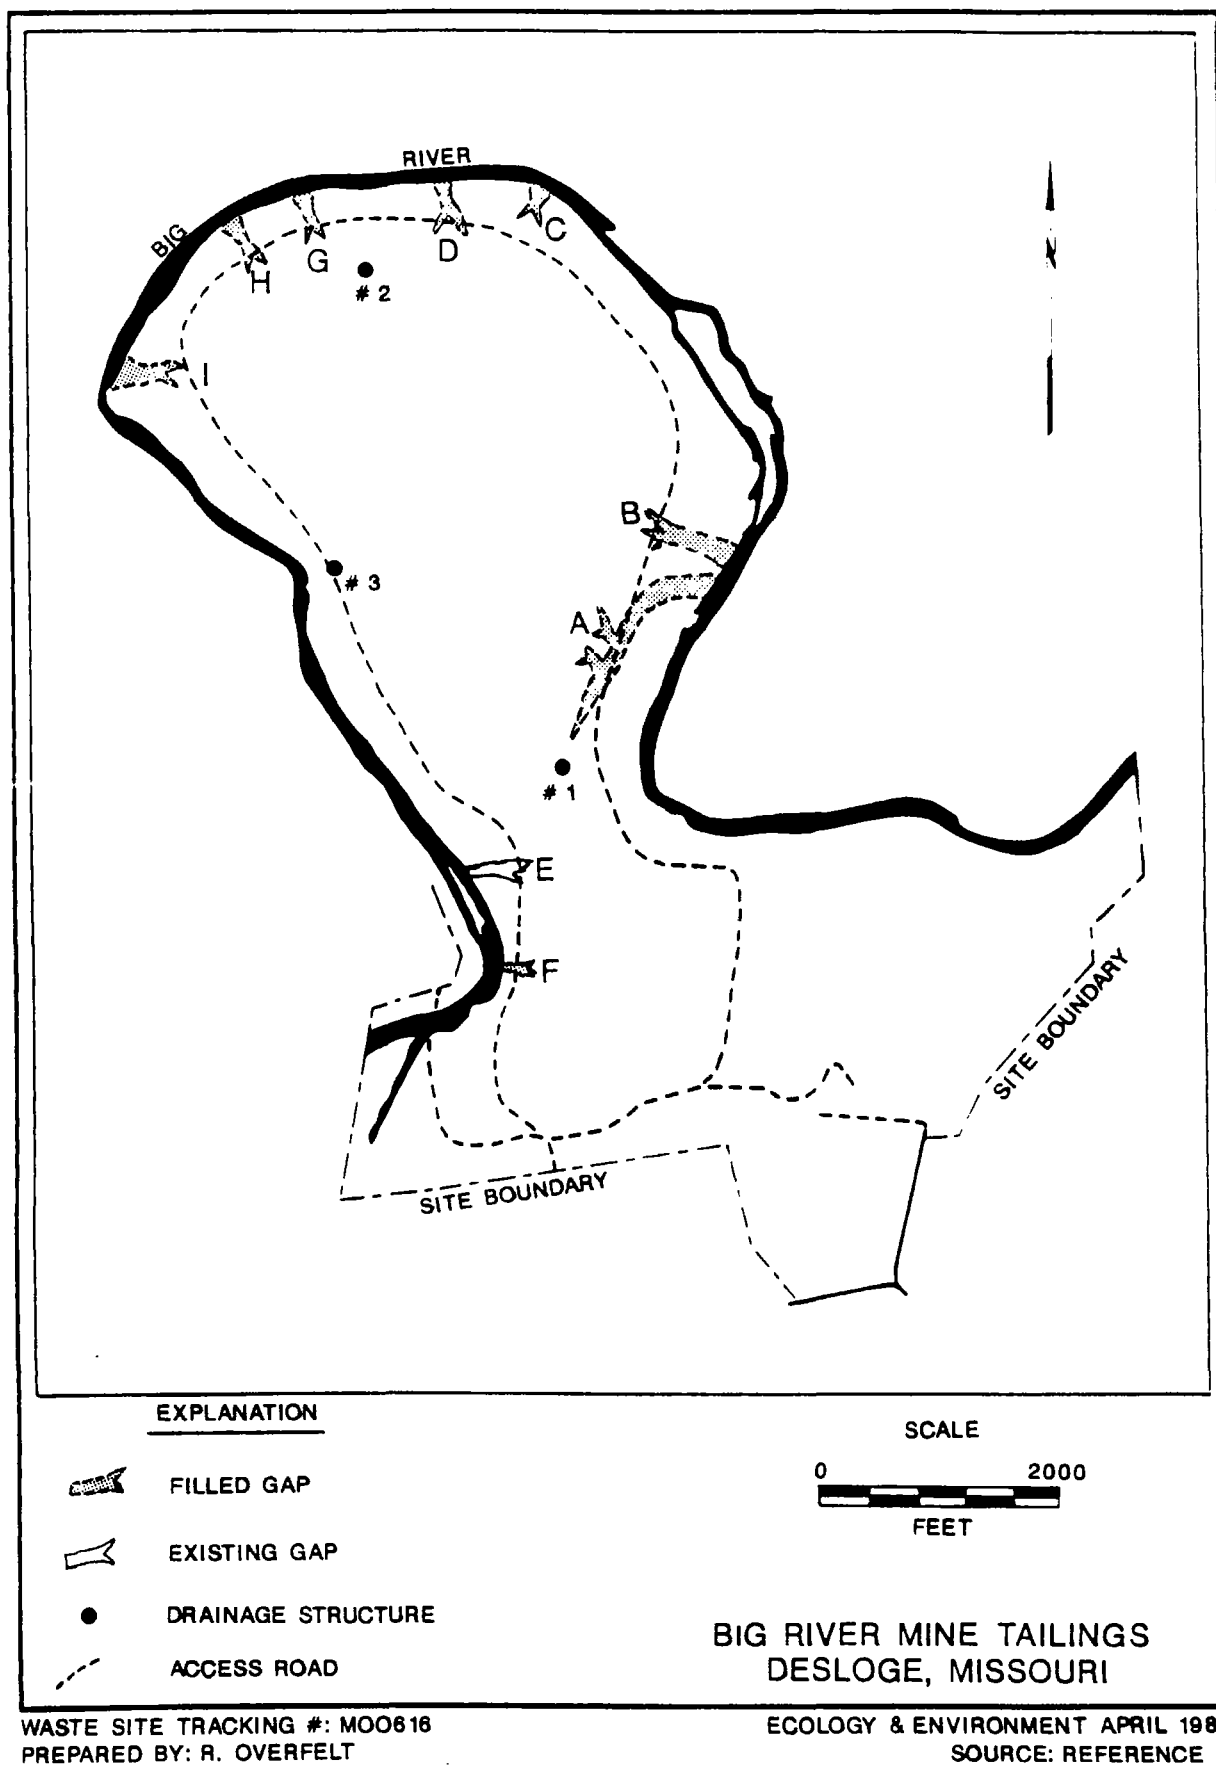 RIVER
BIG
C
D
G
H
# 2
I
B
# 3
A
# 1
E
F
SITE BOUNDARY
SITE BOUNDARY
N
EXPLANATION
FILLED GAP
EXISTING GAP
DRAINAGE STRUCTURE
ACCESS ROAD
SCALE
0 2000
FEET
BIG RIVER MINE TAILINGS
DESLOGE, MISSOURI
WASTE SITE TRACKING #: MO0616
PREPARED BY: R. OVERFELT
ECOLOGY & ENVIRONMENT APRIL 198
SOURCE: REFERENCE